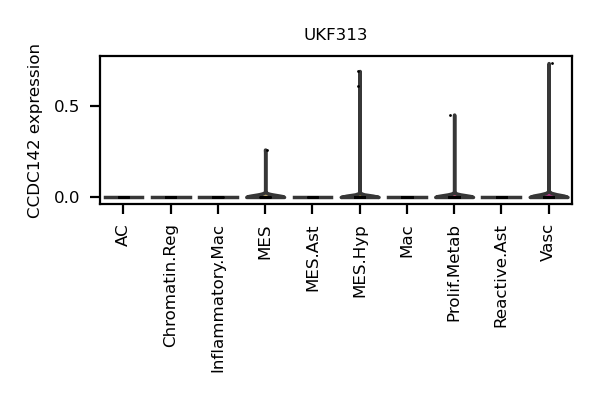 UKF313
CCDC142 expression
0.5
0.0
AC
Chromatin.Reg
Inflammatory.Mac
MES
MES.Ast
MES.Hyp
Mac
Prolif.Metab
Reactive.Ast
Vasc